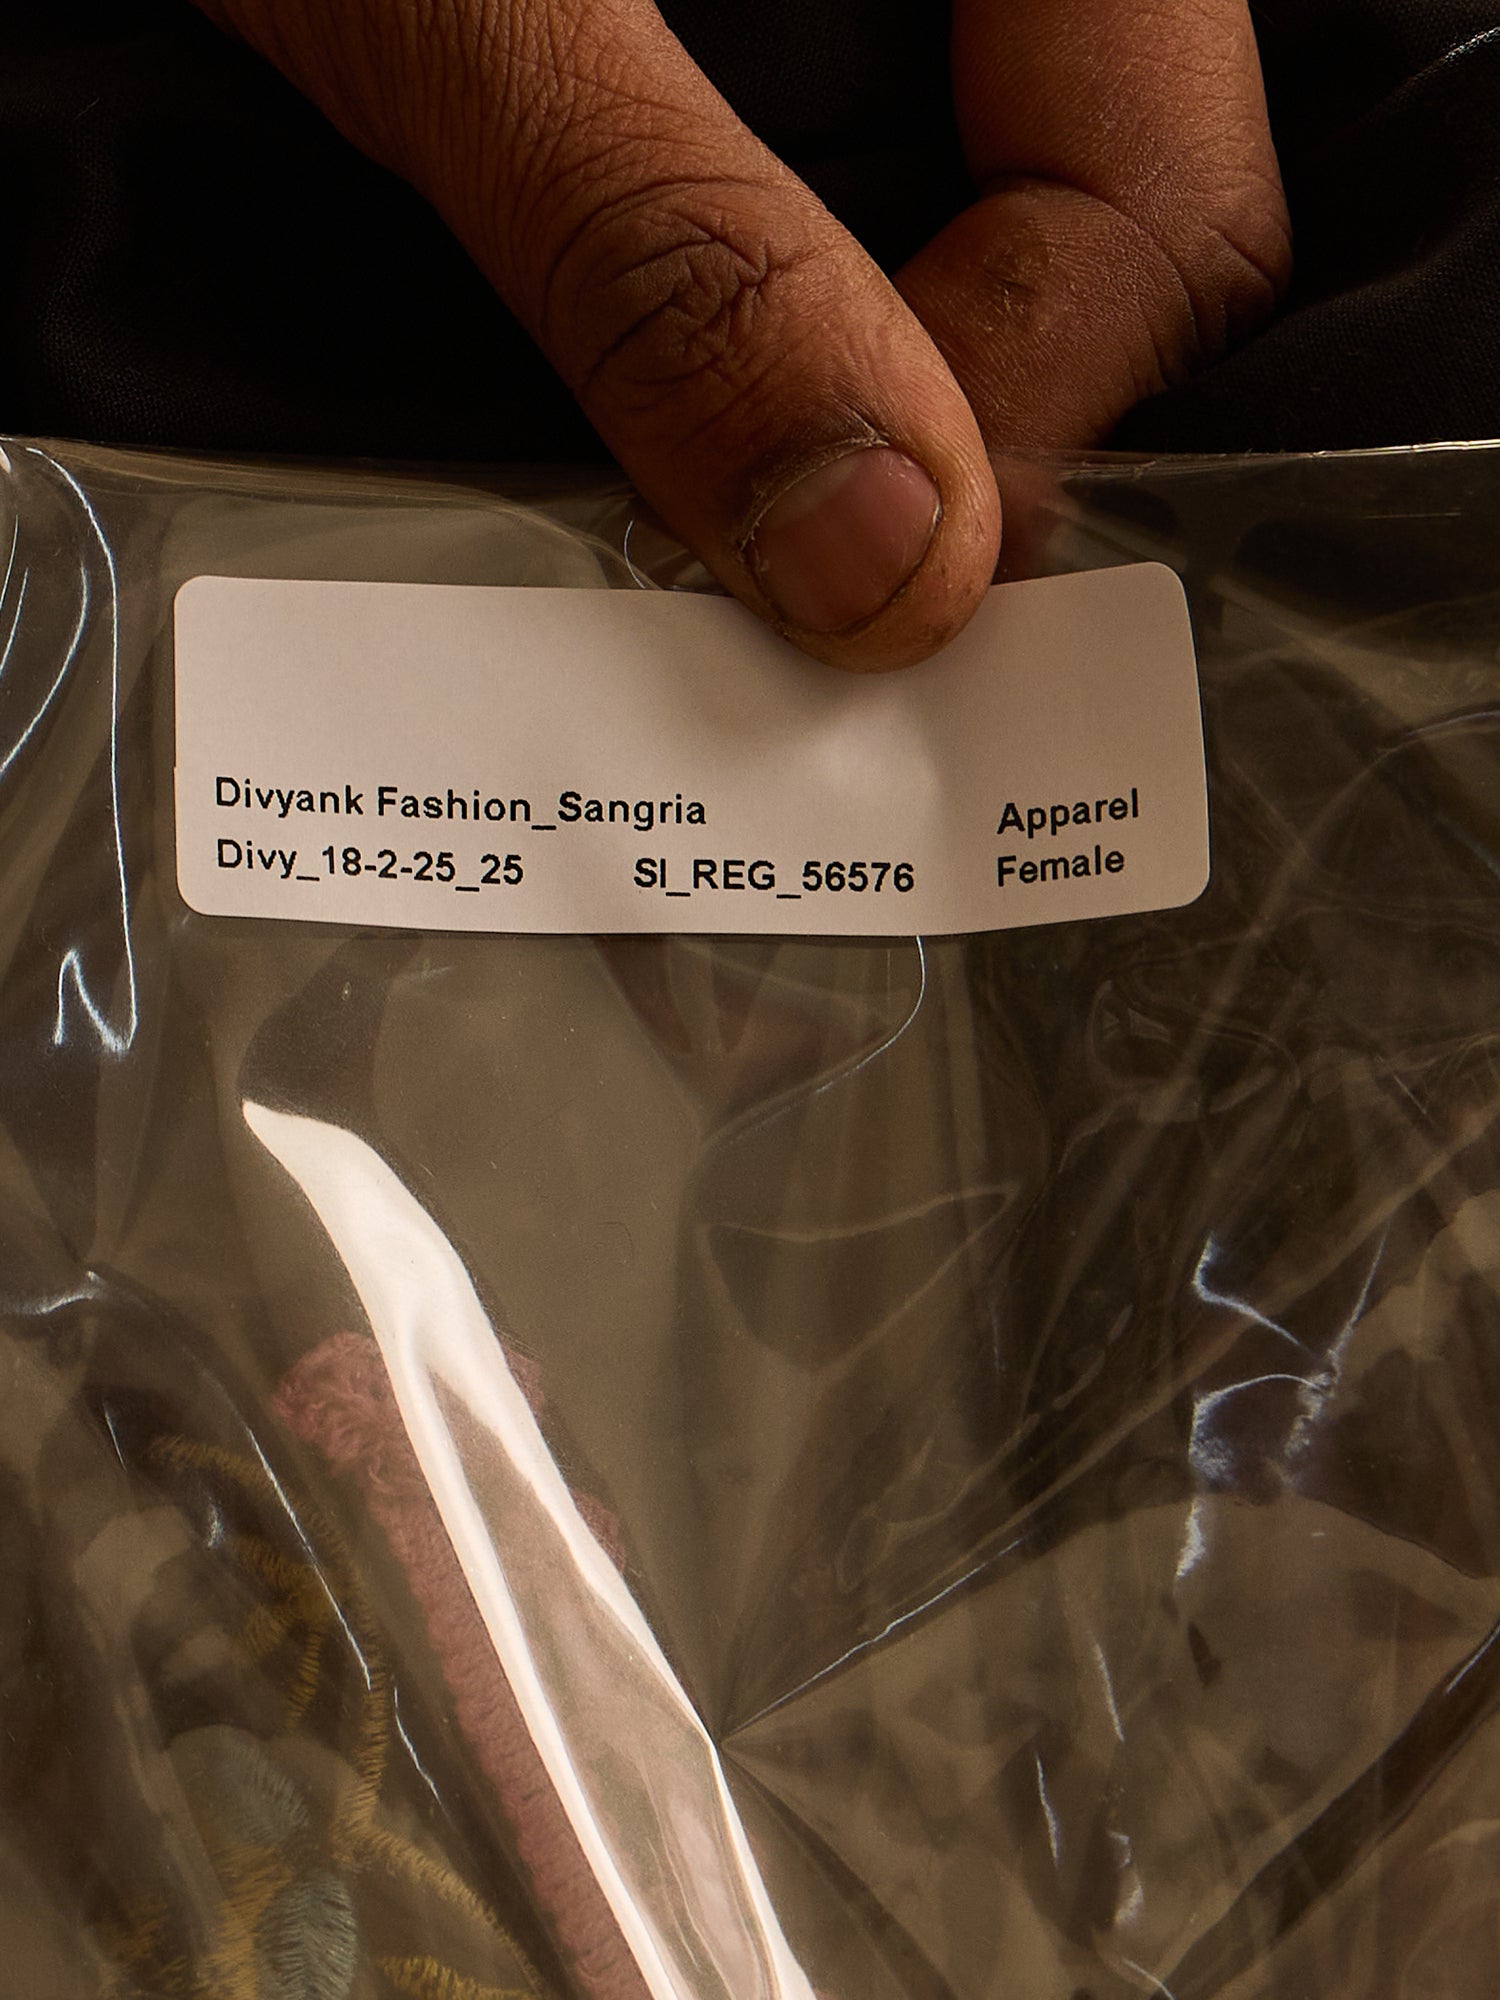 Divyank Fashion_Sangria Apparel
Divy_18-2-25_25 SI_REG_56576 Female